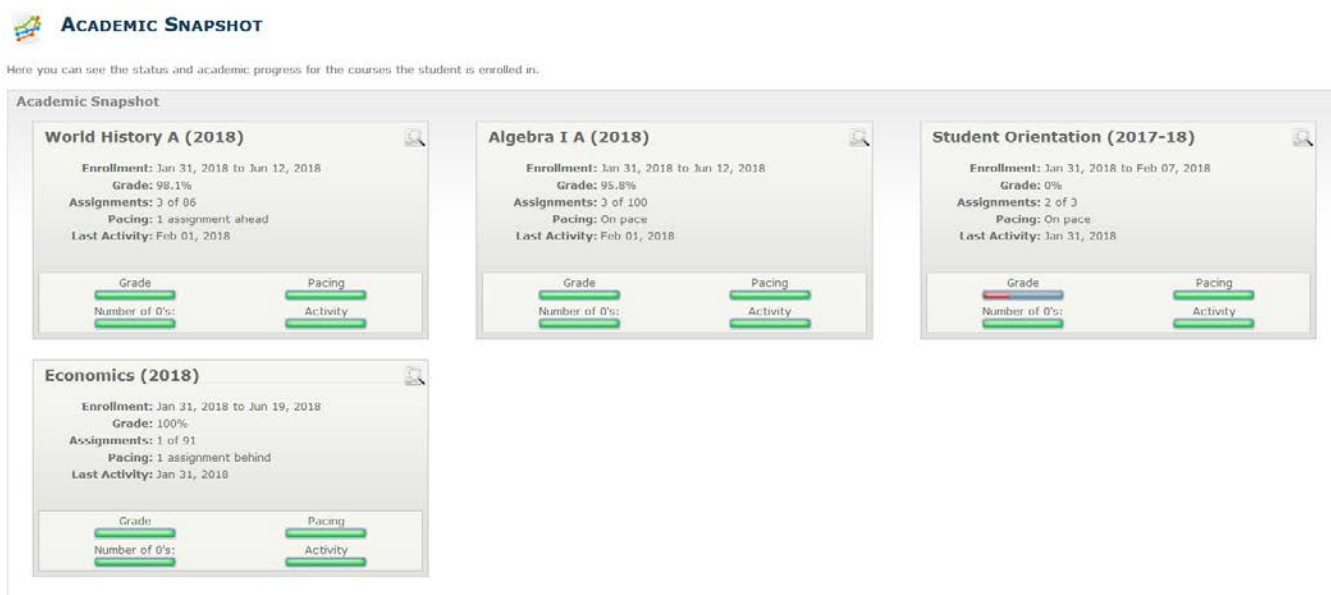 ACADEMIC SNAPSHOT
Here you can see the status and academic progress for the courses the student is enrolled in.
Academic Snapshot
World History A (2018)
Enrollment: Jan 31, 2018 to Jun 12, 2018
Grade: 98.1%
Assignments: 3 of 86
Pacing: 1 assignment ahead
Last Activity: Feb 01, 2018
Grade Pacing
Number of 0's: Activity
Algebra I A (2018)
Enrollment: Jan 31, 2018 to Jun 12, 2018
Grade: 95.8%
Assignments: 3 of 100
Pacing: On pace
Last Activity: Feb 01, 2018
Grade Pacing
Number of 0's: Activity
Student Orientation (2017-18)
Enrollment: Jan 31, 2018 to Feb 07, 2018
Grade: 0%
Assignments: 2 of 3
Pacing: On pace
Last Activity: Jan 31, 2018
Grade Pacing
Number of 0's: Activity
Economics (2018)
Enrollment: Jan 31, 2018 to Jun 19, 2018
Grade: 100%
Assignments: 1 of 91
Pacing: 1 assignment behind
Last Activity: Jan 31, 2018
Grade Pacing
Number of 0's: Activity